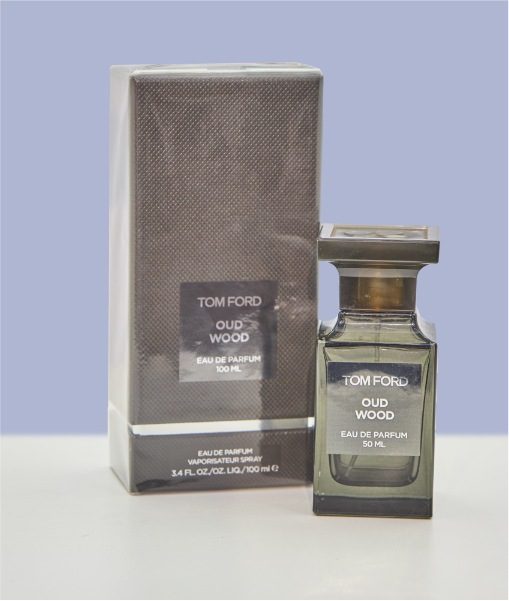 TOM FORD
OUD
WOOD
EAU DE PARFUM
100 ML
EAU DE PARFUM
VAPORISATEUR SPRAY
3.4 FL. OZ./OZ. LIQ./100 ml ℮
TOM FORD
OUD
WOOD
EAU DE PARFUM
50 ML